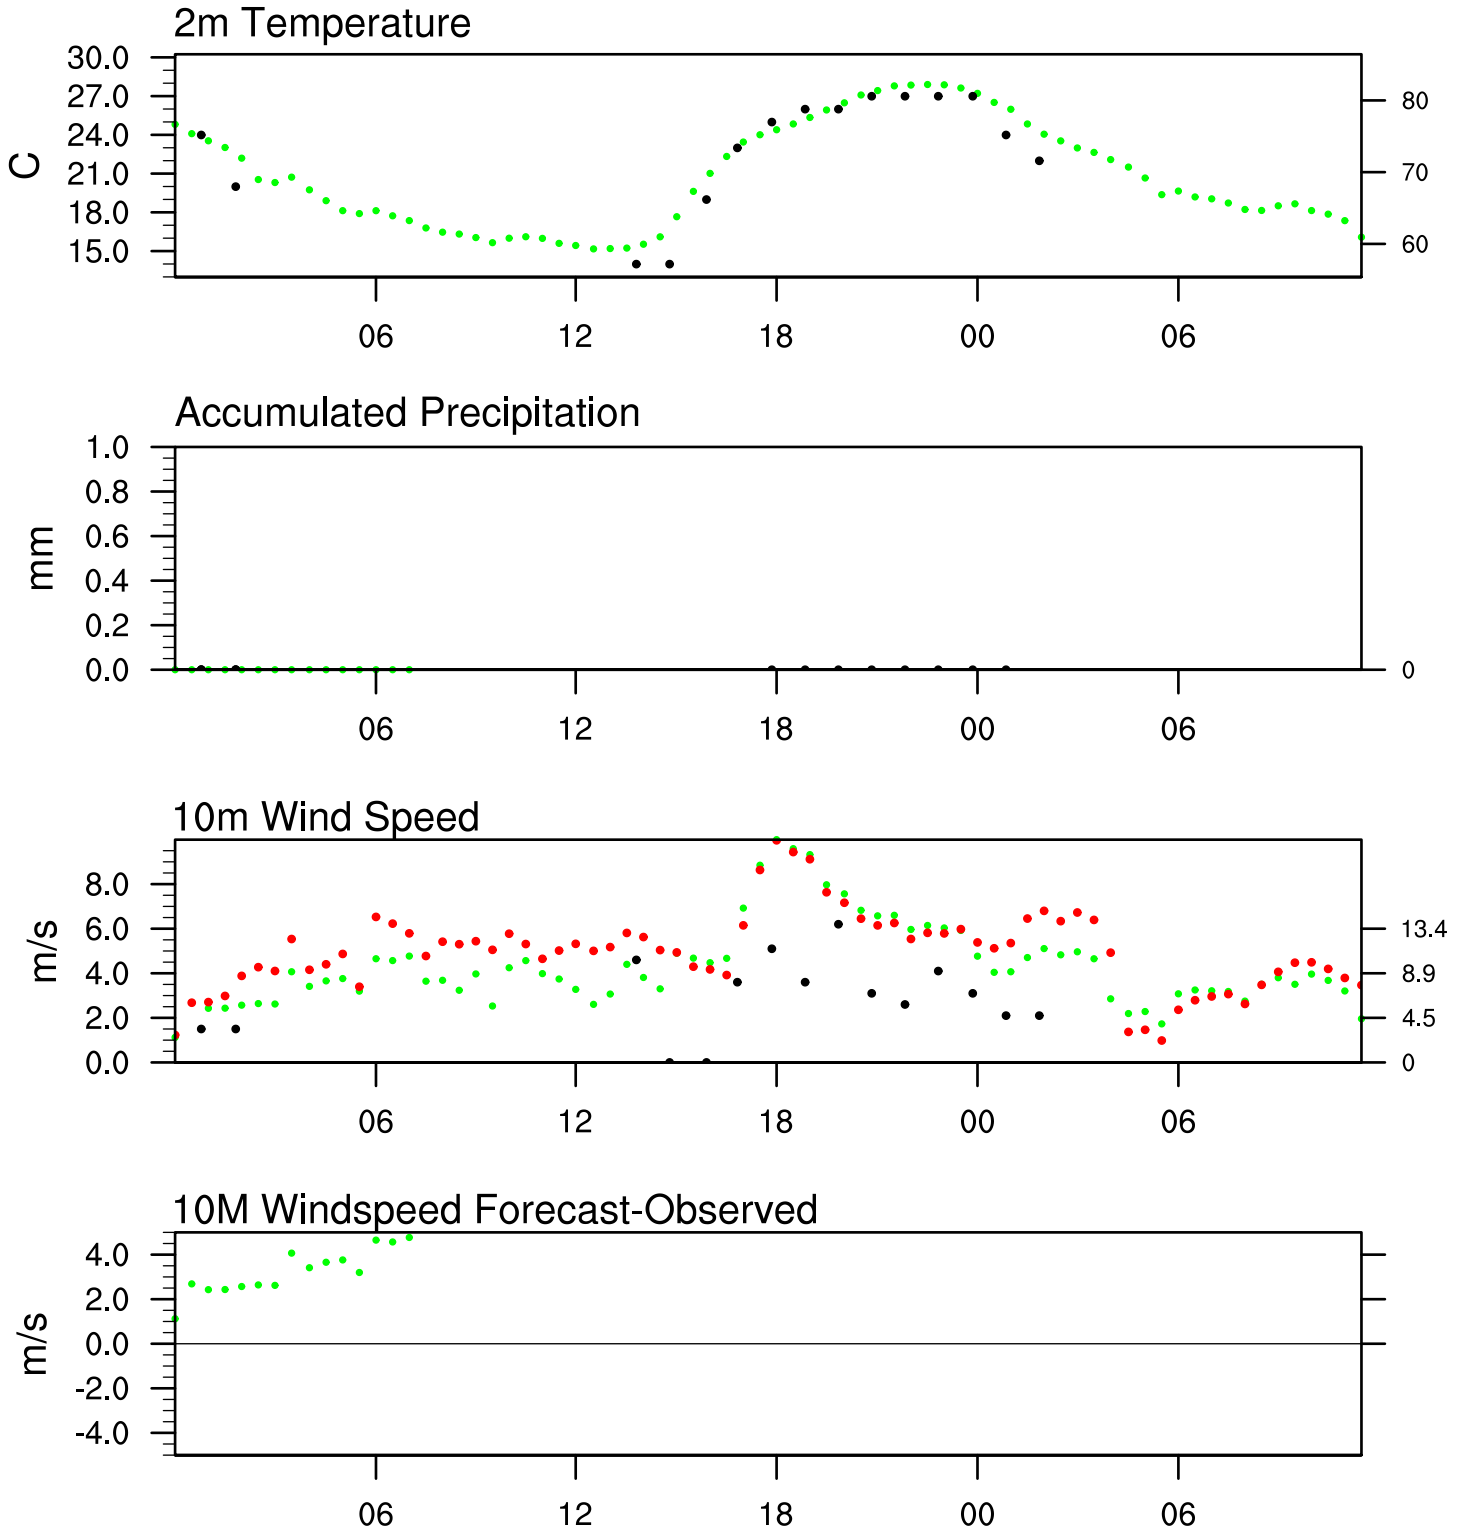 2m Temperature
30.0
27.0
24.0
21.0
18.0
15.0
C
80
70
60
06 12 18 00 06
Accumulated Precipitation
1.0
0.8
0.6
0.4
0.2
0.0
mm
0
06 12 18 00 06
10m Wind Speed
8.0
6.0
4.0
2.0
0.0
m/s
13.4
8.9
4.5
0
06 12 18 00 06
10M Windspeed Forecast-Observed
4.0
2.0
0.0
-2.0
-4.0
m/s
06 12 18 00 06